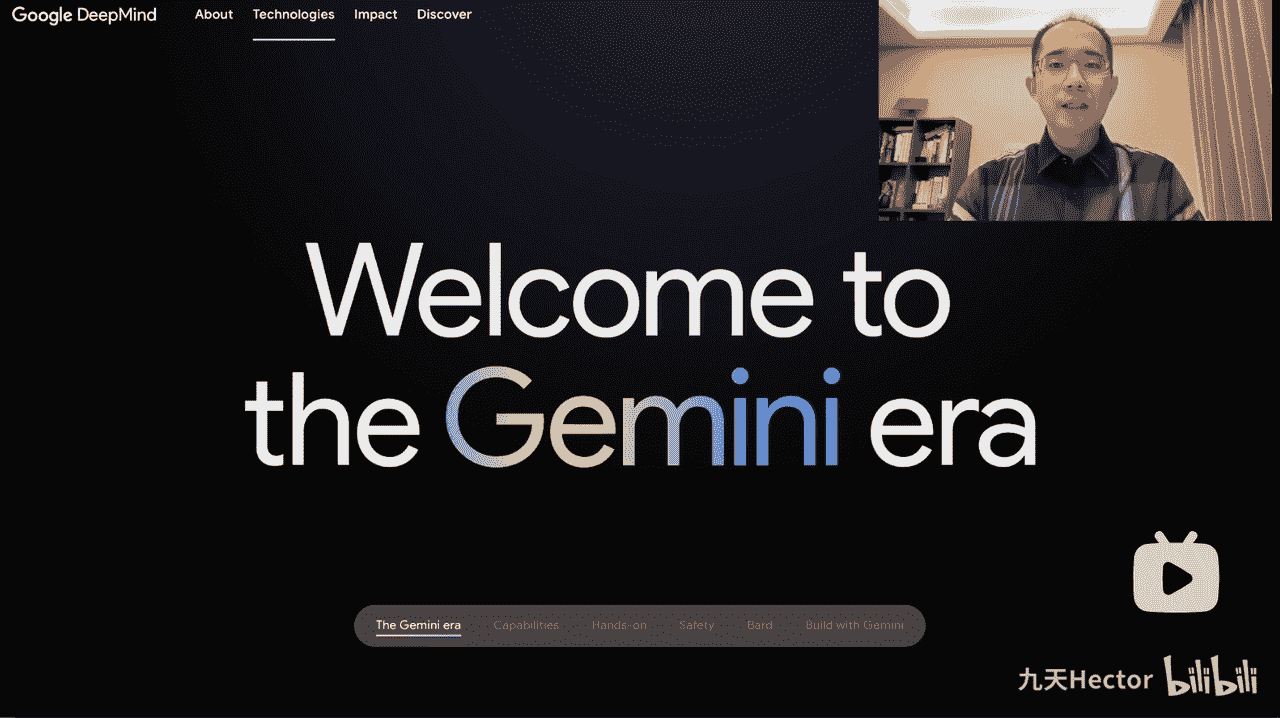 Google DeepMind About Technologies Impact Discover
Welcome to
the Gemini era
The Gemini era Capabilities Hands-on Safety Bard Build with Gemini
九天Hector bilibili